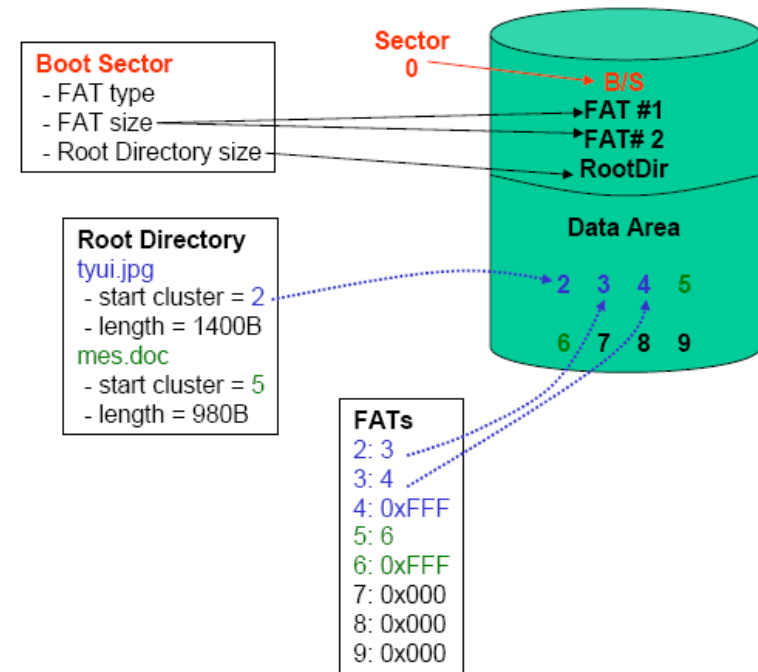 Boot Sector
- FAT type
- FAT size
- Root Directory size
Sector
0
B/S
FAT #1
FAT# 2
RootDir
Data Area
2 3 4 5
6 7 8 9
Root Directory
tyui.jpg
- start cluster = 2
- length = 1400B
mes.doc
- start cluster = 5
- length = 980B
FATs
2: 3
3: 4
4: 0xFFF
5: 6
6: 0xFFF
7: 0x000
8: 0x000
9: 0x000